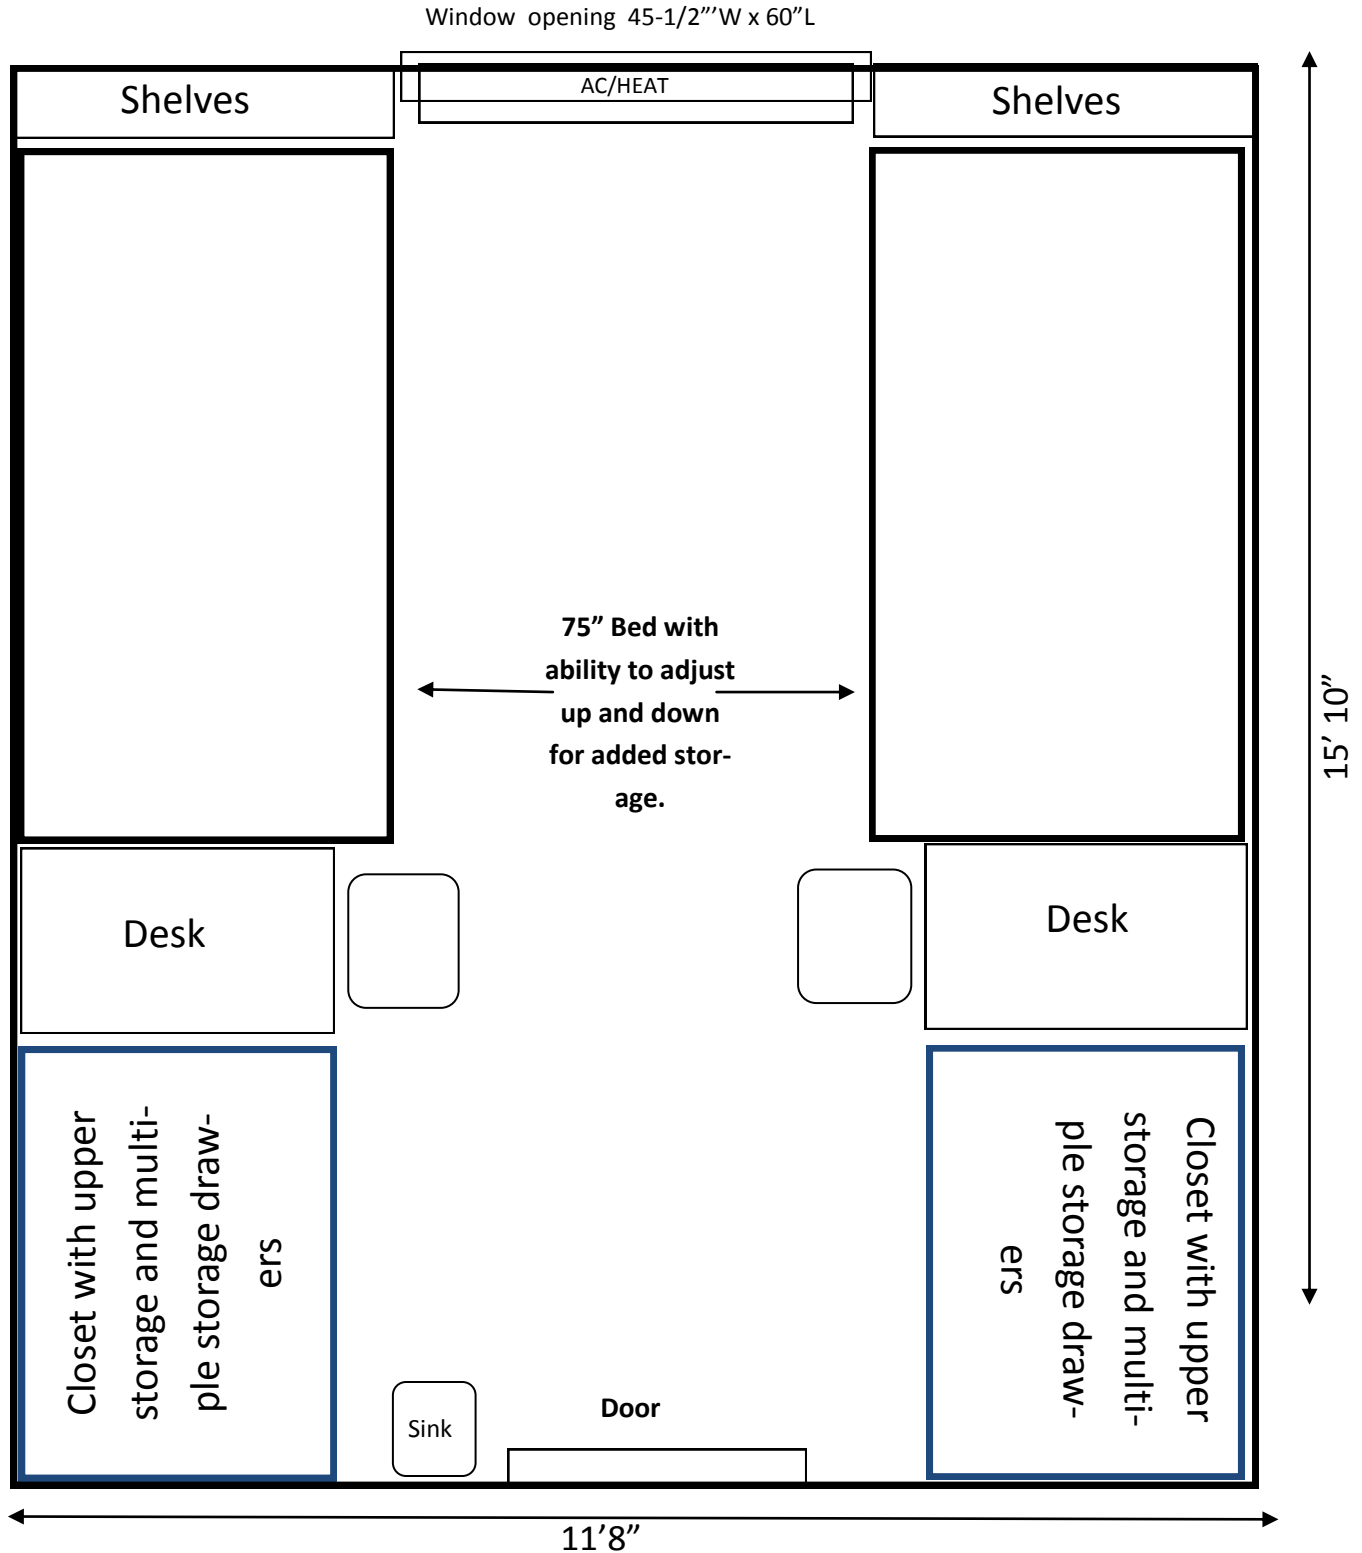 Window opening 45-1/2”’W x 60”L
Shelves
AC/HEAT
Shelves
75” Bed with
ability to adjust
up and down
for added stor-
age.
15’ 10”
Desk
Desk
Closet with upper
storage and multi-
ple storage draw-
ers
Closet with upper
storage and multi-
ple storage draw-
ers
Sink
Door
11’8”